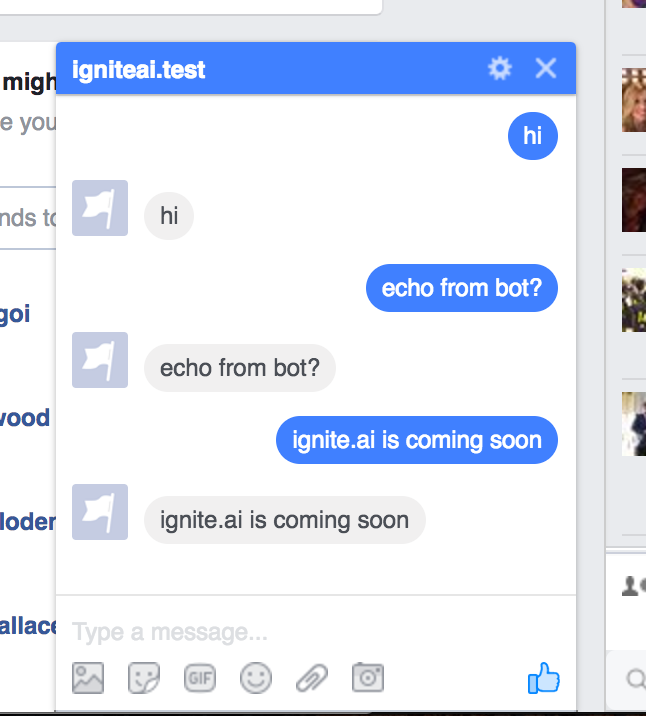 migh
igniteai.test
e you
hi
hi
nds to
echo from bot?
goi
echo from bot?
wood
ignite.ai is coming soon
loder
ignite.ai is coming soon
allace
Type a message...
GIF